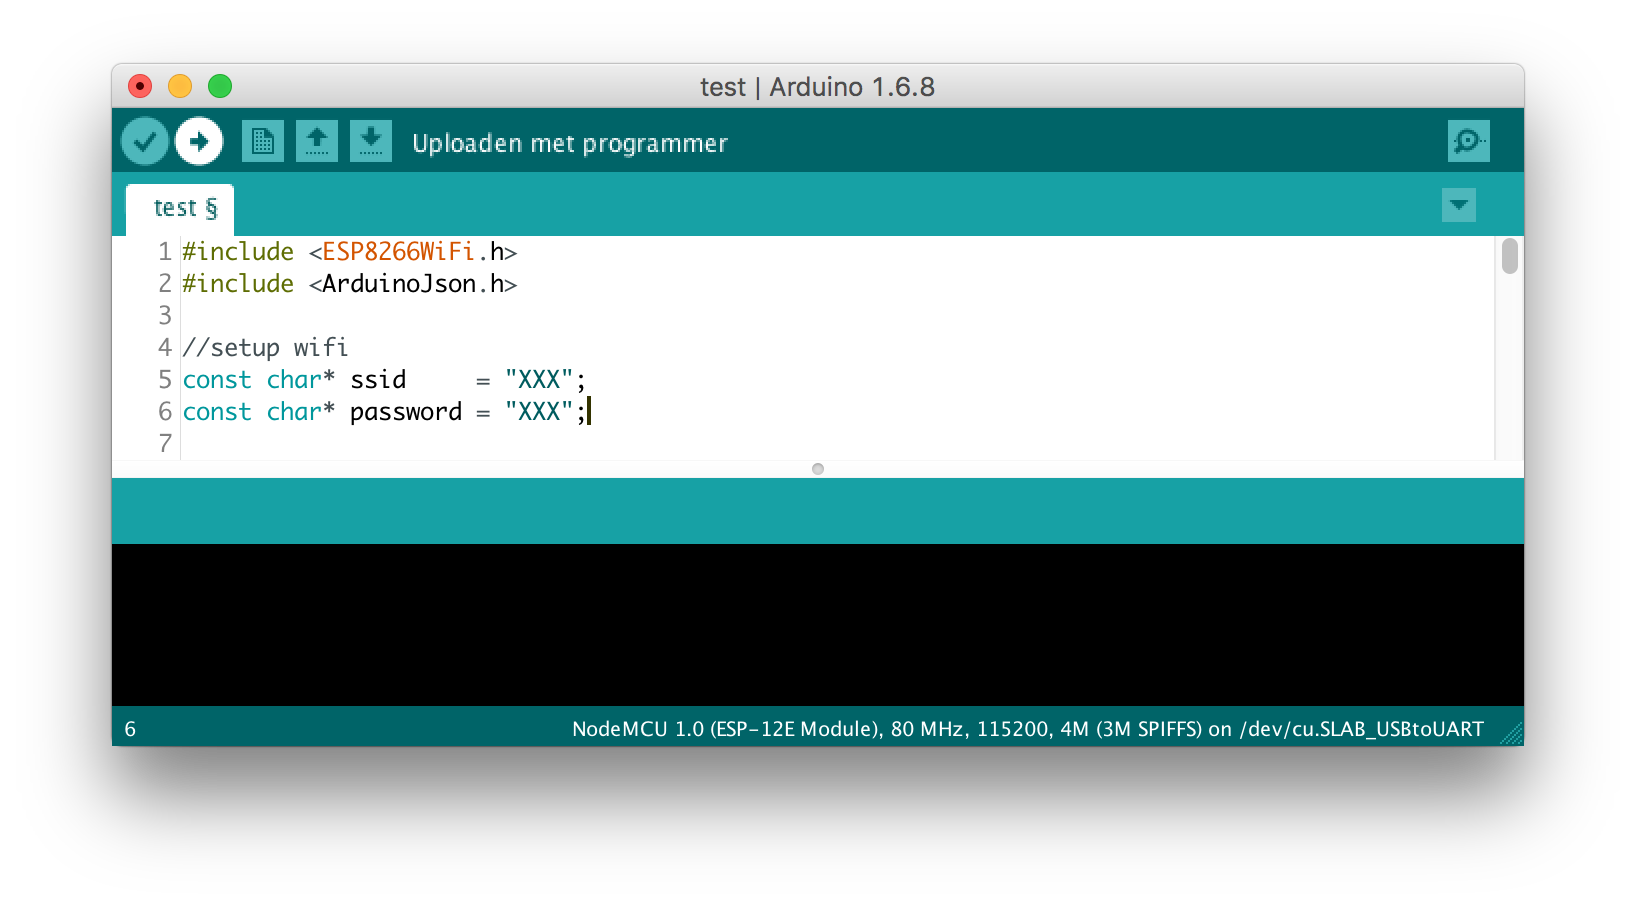 test | Arduino 1.6.8
Uploaden met programmer
test §
1 #include <ESP8266WiFi.h>
2 #include <ArduinoJson.h>
3
4 //setup wifi
5 const char* ssid     = "XXX";
6 const char* password = "XXX";
7
6 NodeMCU 1.0 (ESP-12E Module), 80 MHz, 115200, 4M (3M SPIFFS) on /dev/cu.SLAB_USBtoUART